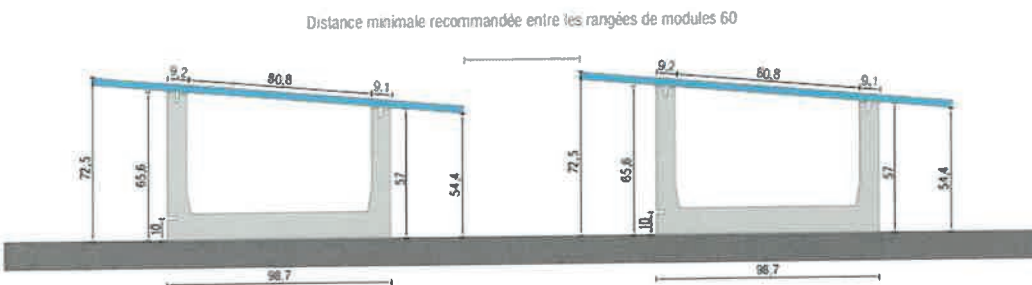 Distance minimale recommandée entre les rangées de modules 60
9,2 80,8 9,1
72,5 65,6 10 57 54,4
98,7
9,2 80,8 9,1
72,5 65,6 10 57 54,4
98,7